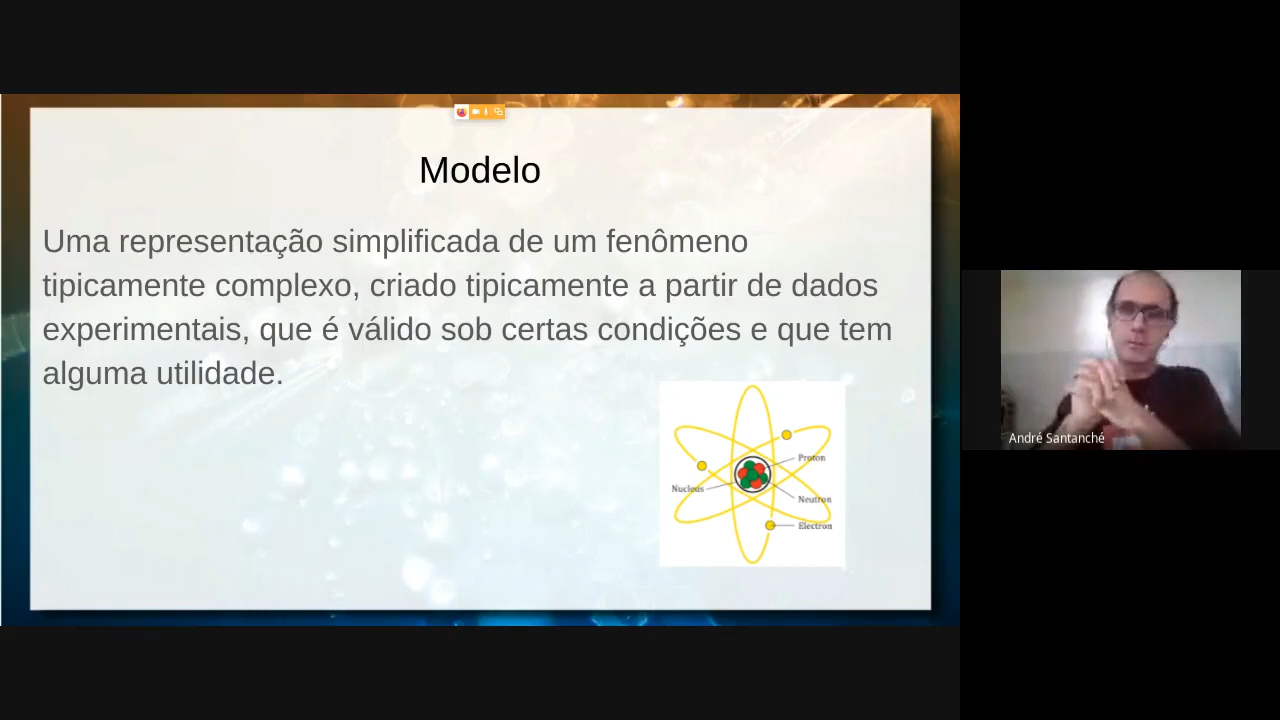 Modelo
Uma representação simplificada de um fenômeno
tipicamente complexo, criado tipicamente a partir de dados
experimentais, que é válido sob certas condições e que tem
alguma utilidade.
Proton
Nucleus
Neutron
Electron
André Santanchè